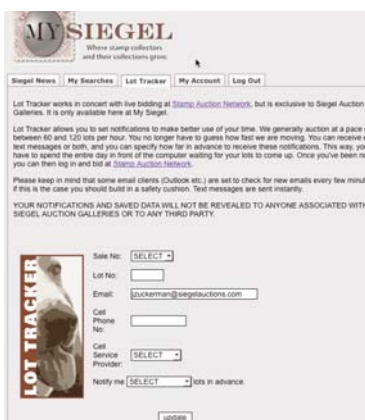 MY SIEGEL
Where stamp collectors
and their collections grow.
Siegel News My Searches Lot Tracker My Account Log Out
Lot Tracker works in concert with live bidding at Stamp Auction Network, but is exclusive to Siegel Auction
Galleries. It is only available here at My Siegel.
Lot Tracker allows you to set notifications to make better use of your time. We generally auction at a pace
between 60 and 120 lots per hour. You no longer have to guess how fast we are moving. You can receive
text messages or both, and you can specify how far in advance to receive these notifications. This way, you
have to spend the entire day in front of the computer waiting for your lots to come up. Once you've been
you can then log in and bid at Stamp Auction Network.
Please keep in mind that some email clients (Outlook etc.) are set to check for new emails every few
if this is the case you should build in a safety cushion. Text messages are sent instantly.
YOUR NOTIFICATIONS AND SAVED DATA WILL NOT BE REVEALED TO ANYONE ASSOCIATED WITH
SIEGEL AUCTION GALLERIES OR TO ANY THIRD PARTY.
LOT TRACKER
Sale No: SELECT
Lot No:
Email: jzuckerman@siegelauctions.com
Cell
Phone
No:
Cell
Service
Provider: SELECT
Notify me SELECT lots in advance.
update